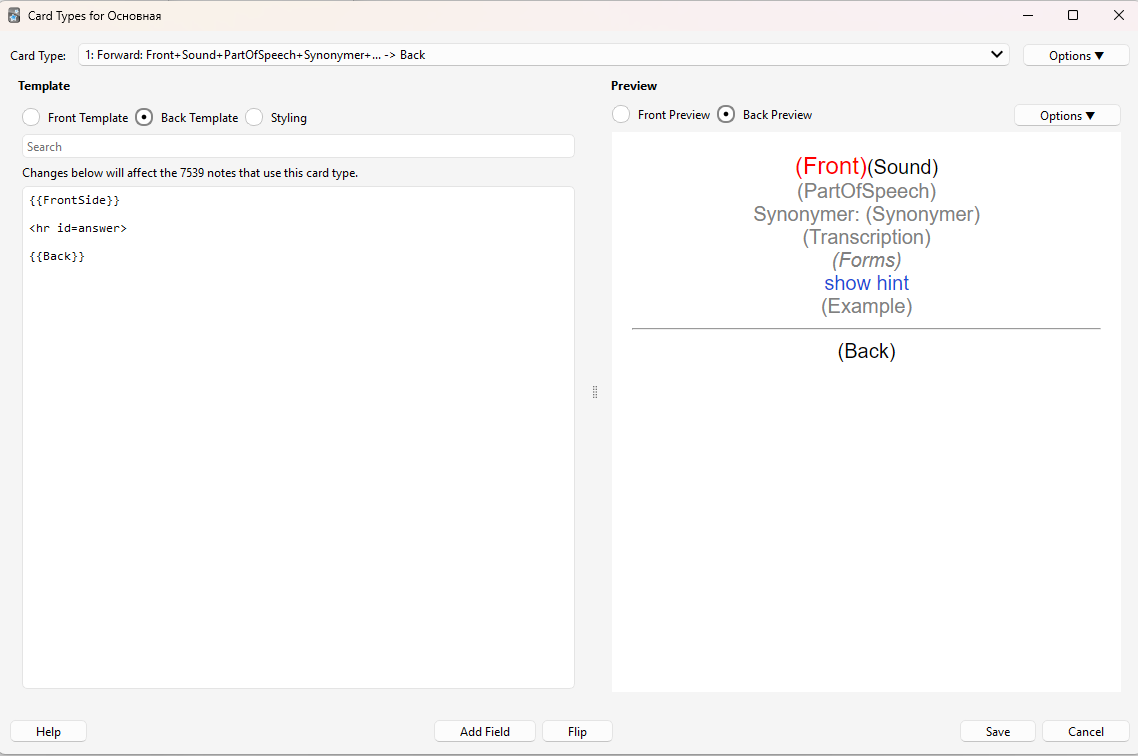 Card Types for Основная
Card Type: 1: Forward: Front+Sound+PartOfSpeech+Synonymer+... -> Back Options ▼
Template
Front Template Back Template Styling
Search
Changes below will affect the 7539 notes that use this card type.
{{FrontSide}}
<hr id=answer>
{{Back}}
Preview
Front Preview Back Preview Options ▼
(Front)(Sound)
(PartOfSpeech)
Synonymer: (Synonymer)
(Transcription)
(Forms)
show hint
(Example)
(Back)
Help Add Field Flip Save Cancel